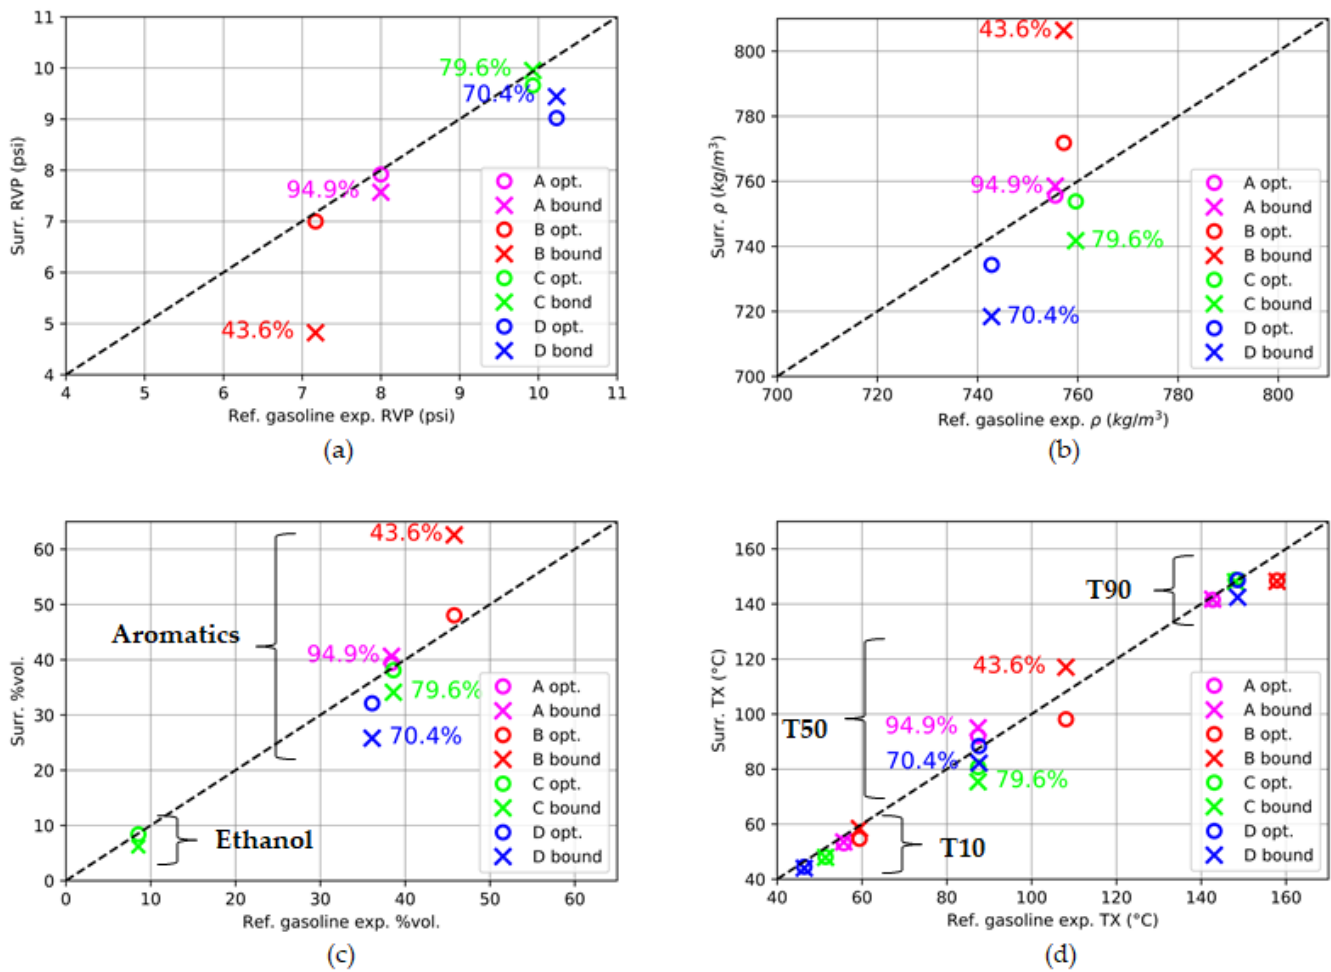 11
10
9
8
7
6
5
4
Surr. RVP (psi)
79.6%
70.4%
94.9%
43.6%
A opt.
A bound
B opt.
B bound
C opt.
C bond
D opt.
D bond
4 5 6 7 8 9 10 11
Ref. gasoline exp. RVP (psi)
(a)
800
780
760
740
720
700
Surr. ρ (kg/m³)
43.6%
94.9%
79.6%
70.4%
A opt.
A bound
B opt.
B bound
C opt.
C bound
D opt.
D bound
700 720 740 760 780 800
Ref. gasoline exp. ρ (kg/m³)
(b)
60
50
40
30
20
10
0
Surr. %vol.
43.6%
Aromatics
94.9%
79.6%
70.4%
Ethanol
A opt.
A bound
B opt.
B bound
C opt.
C bound
D opt.
D bound
0 10 20 30 40 50 60
Ref. gasoline exp. %vol.
(c)
160
140
120
100
80
60
40
Surr. TX (°C)
T90
43.6%
T50
94.9%
70.4%
79.6%
T10
A opt.
A bound
B opt.
B bound
C opt.
C bound
D opt.
D bound
40 60 80 100 120 140 160
Ref. gasoline exp. TX (°C)
(d)